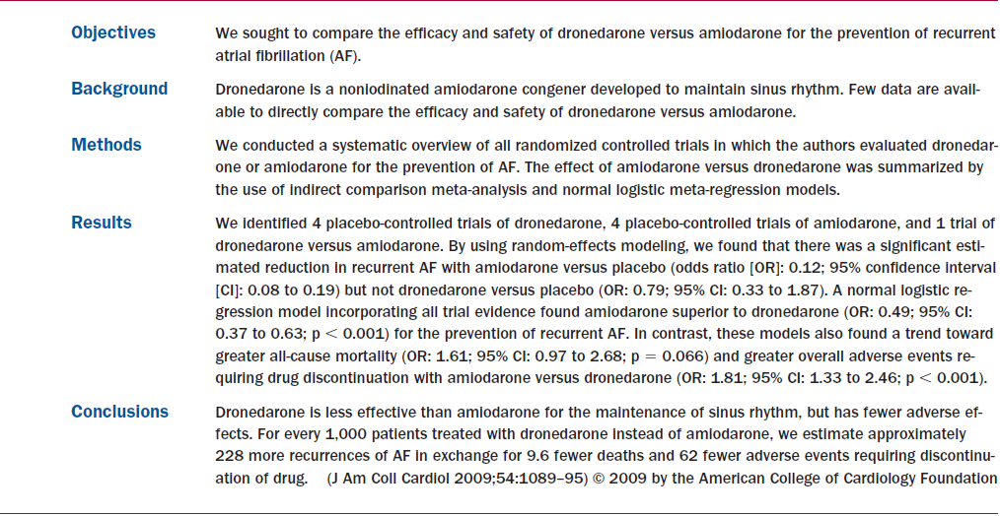 Objectives We sought to compare the efficacy and safety of dronedarone versus amiodarone for the prevention of recurrent
atrial fibrillation (AF).
Background Dronedarone is a noniodinated amiodarone congener developed to maintain sinus rhythm. Few data are avail-
able to directly compare the efficacy and safety of dronedarone versus amiodarone.
Methods We conducted a systematic overview of all randomized controlled trials in which the authors evaluated dronedar-
one or amiodarone for the prevention of AF. The effect of amiodarone versus dronedarone was summarized by
the use of indirect comparison meta-analysis and normal logistic meta-regression models.
Results We identified 4 placebo-controlled trials of dronedarone, 4 placebo-controlled trials of amiodarone, and 1 trial of
dronedarone versus amiodarone. By using random-effects modeling, we found that there was a significant esti-
mated reduction in recurrent AF with amiodarone versus placebo (odds ratio [OR]: 0.12; 95% confidence interval
[CI]: 0.08 to 0.19) but not dronedarone versus placebo (OR: 0.79; 95% CI: 0.33 to 1.87). A normal logistic re-
gression model incorporating all trial evidence found amiodarone superior to dronedarone (OR: 0.49; 95% CI:
0.37 to 0.63; p < 0.001) for the prevention of recurrent AF. In contrast, these models also found a trend toward
greater all-cause mortality (OR: 1.61; 95% CI: 0.97 to 2.68; p = 0.066) and greater overall adverse events re-
quiring drug discontinuation with amiodarone versus dronedarone (OR: 1.81; 95% CI: 1.33 to 2.46; p < 0.001).
Conclusions Dronedarone is less effective than amiodarone for the maintenance of sinus rhythm, but has fewer adverse ef-
fects. For every 1,000 patients treated with dronedarone instead of amiodarone, we estimate approximately
228 more recurrences of AF in exchange for 9.6 fewer deaths and 62 fewer adverse events requiring discontinu-
ation of drug. (J Am Coll Cardiol 2009;54:1089–95) © 2009 by the American College of Cardiology Foundation